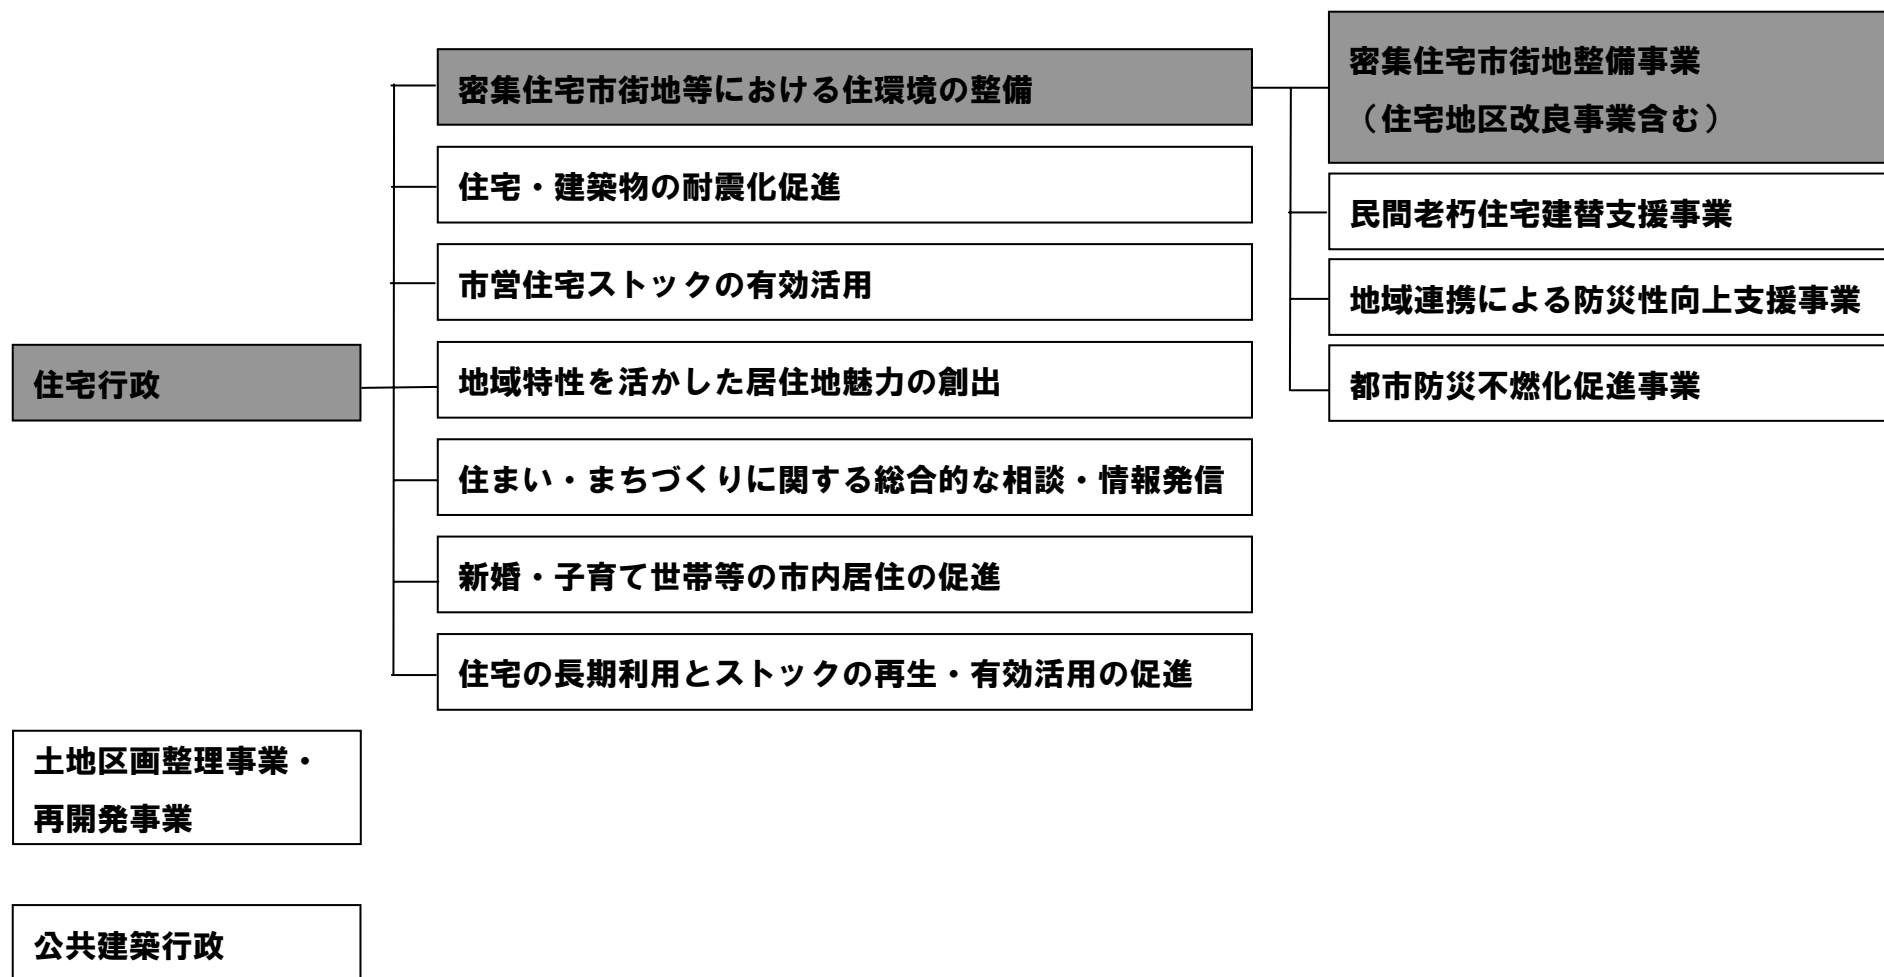 住宅行政
密集住宅市街地等における住環境の整備
住宅・建築物の耐震化促進
市営住宅ストックの有効活用
地域特性を活かした居住地魅力の創出
住まい・まちづくりに関する総合的な相談・情報発信
新婚・子育て世帯等の市内居住の促進
住宅の長期利用とストックの再生・有効活用の促進
密集住宅市街地整備事業
（住宅地区改良事業含む）
民間老朽住宅建替支援事業
地域連携による防災性向上支援事業
都市防災不燃化促進事業
土地区画整理事業・
再開発事業
公共建築行政